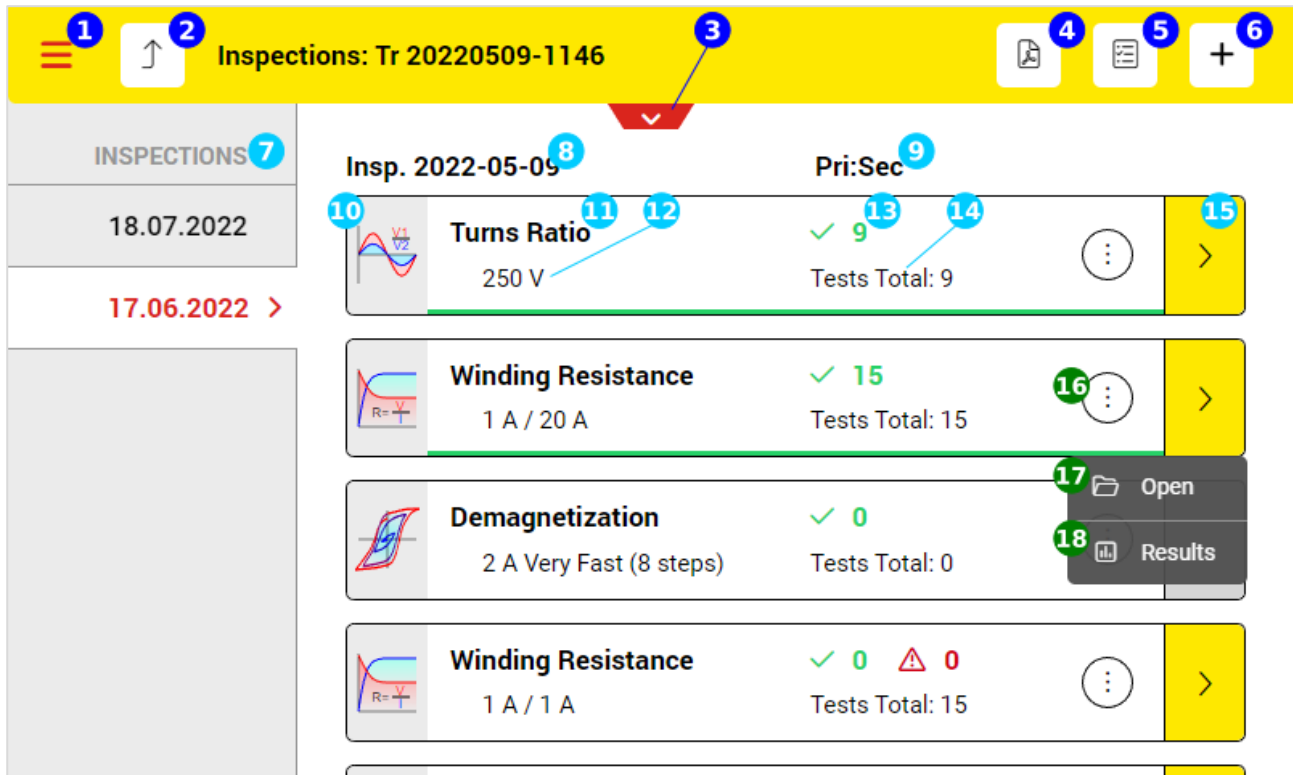 1 2 3 4 5 6
Inspections: Tr 20220509-1146
INSPECTIONS 7
18.07.2022
17.06.2022
Insp. 2022-05-09 8 Pri:Sec 9
10 11 12 13 14 15
V1
V2
Turns Ratio 9
250 V Tests Total: 9
Winding Resistance 15
R= V
I
1 A / 20 A Tests Total: 15
16
17 Open
18 Results
Demagnetization 0
2 A Very Fast (8 steps) Tests Total: 0
Winding Resistance 0 0
R= V
I
1 A / 1 A Tests Total: 15